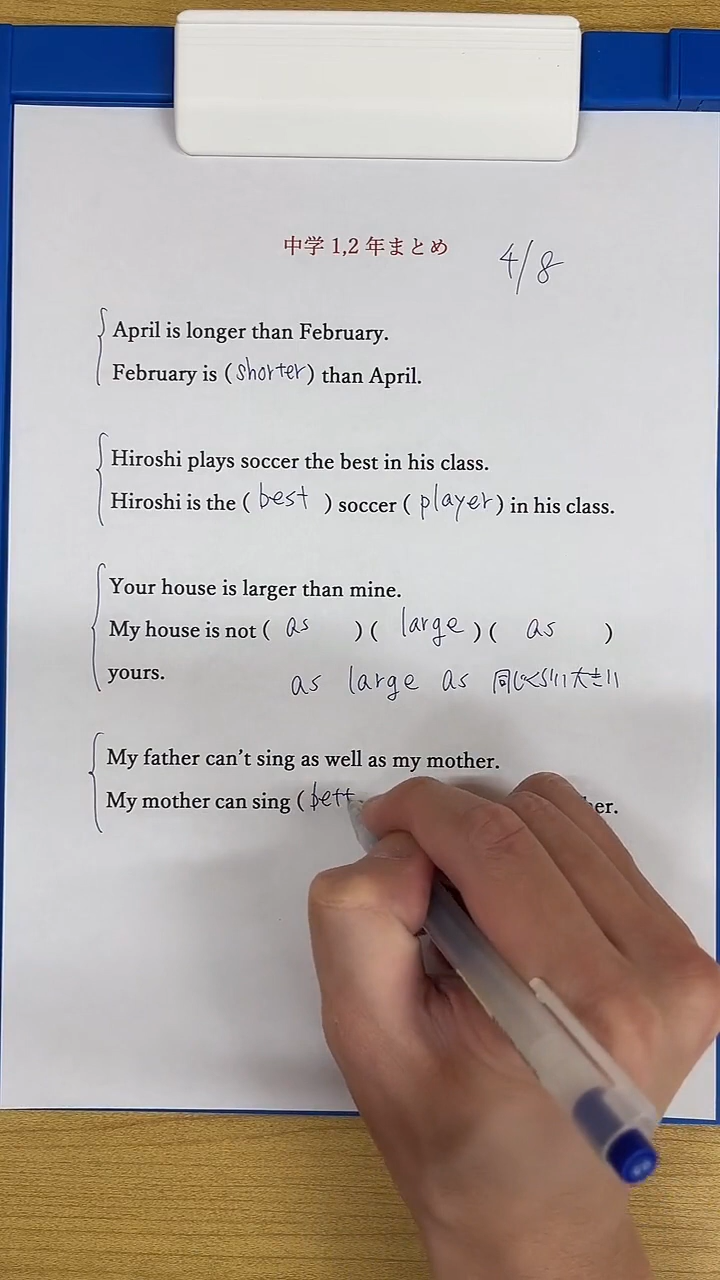 中学 1,2 年まとめ 4/8
April is longer than February.
February is (shorter) than April.
Hiroshi plays soccer the best in his class.
Hiroshi is the ( best ) soccer ( player ) in his class.
Your house is larger than mine.
My house is not ( as ) ( large ) ( as )
yours.
as large as 同じくらい大きい
My father can't sing as well as my mother.
My mother can sing ( bett her.